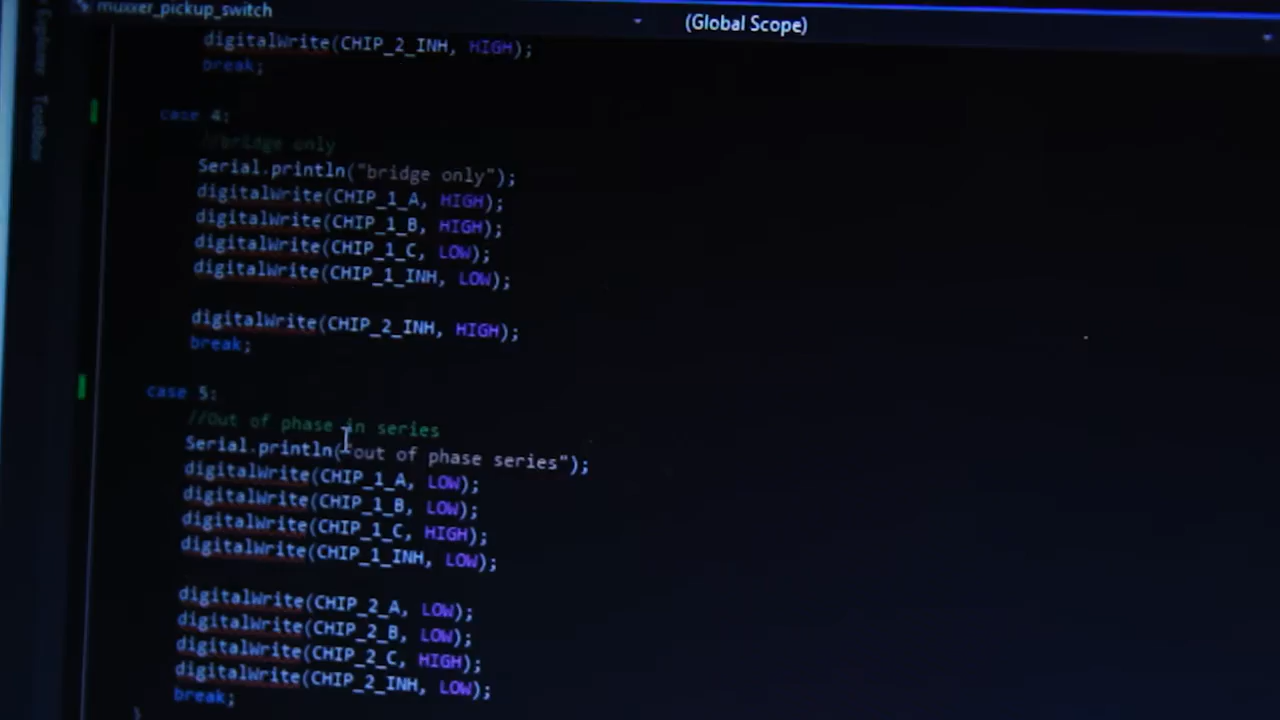 muxxer_pickup_switch
(Global Scope)
Toolbox
digitalWrite(CHIP_2_INH, HIGH);
break;
case 4:
//bridge only
Serial.println("bridge only");
digitalWrite(CHIP_1_A, HIGH);
digitalWrite(CHIP_1_B, HIGH);
digitalWrite(CHIP_1_C, LOW);
digitalWrite(CHIP_1_INH, LOW);
digitalWrite(CHIP_2_INH, HIGH);
break;
case 5:
//Out of phase in series
Serial.println("out of phase series");
digitalWrite(CHIP_1_A, LOW);
digitalWrite(CHIP_1_B, LOW);
digitalWrite(CHIP_1_C, HIGH);
digitalWrite(CHIP_1_INH, LOW);
digitalWrite(CHIP_2_A, LOW);
digitalWrite(CHIP_2_B, LOW);
digitalWrite(CHIP_2_C, HIGH);
digitalWrite(CHIP_2_INH, LOW);
break;
}